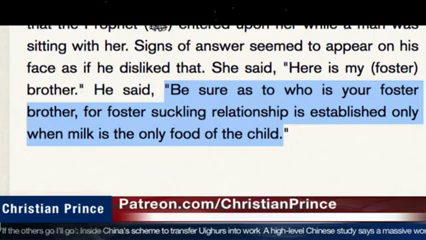 that the Prophet (ﷺ) entered upon her while a man was
sitting with her. Signs of answer seemed to appear on his
face as if he disliked that. She said, "Here is my (foster)
brother." He said, "Be sure as to who is your foster
brother, for foster suckling relationship is established only
when milk is the only food of the child."
Christian Prince
Patreon.com/ChristianPrince
'If the others go I'll go': Inside China's scheme to transfer Uighurs into work A high-level Chinese study says a massive